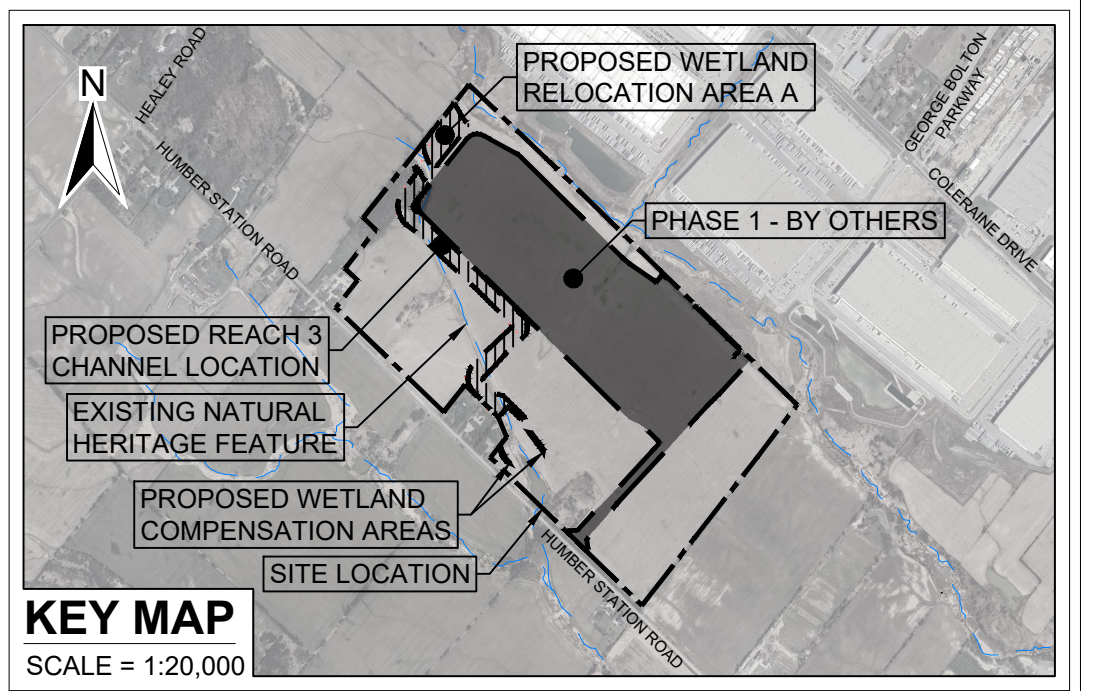 HEALEY ROAD
N
PROPOSED WETLAND
RELOCATION AREA A
GEORGE BOLTON
PARKWAY
HUMBER STATION ROAD
COLERAINE DRIVE
PHASE 1 - BY OTHERS
PROPOSED REACH 3
CHANNEL LOCATION
EXISTING NATURAL
HERITAGE FEATURE
PROPOSED WETLAND
COMPENSATION AREAS
SITE LOCATION
HUMBER STATION ROAD
KEY MAP
SCALE = 1:20,000